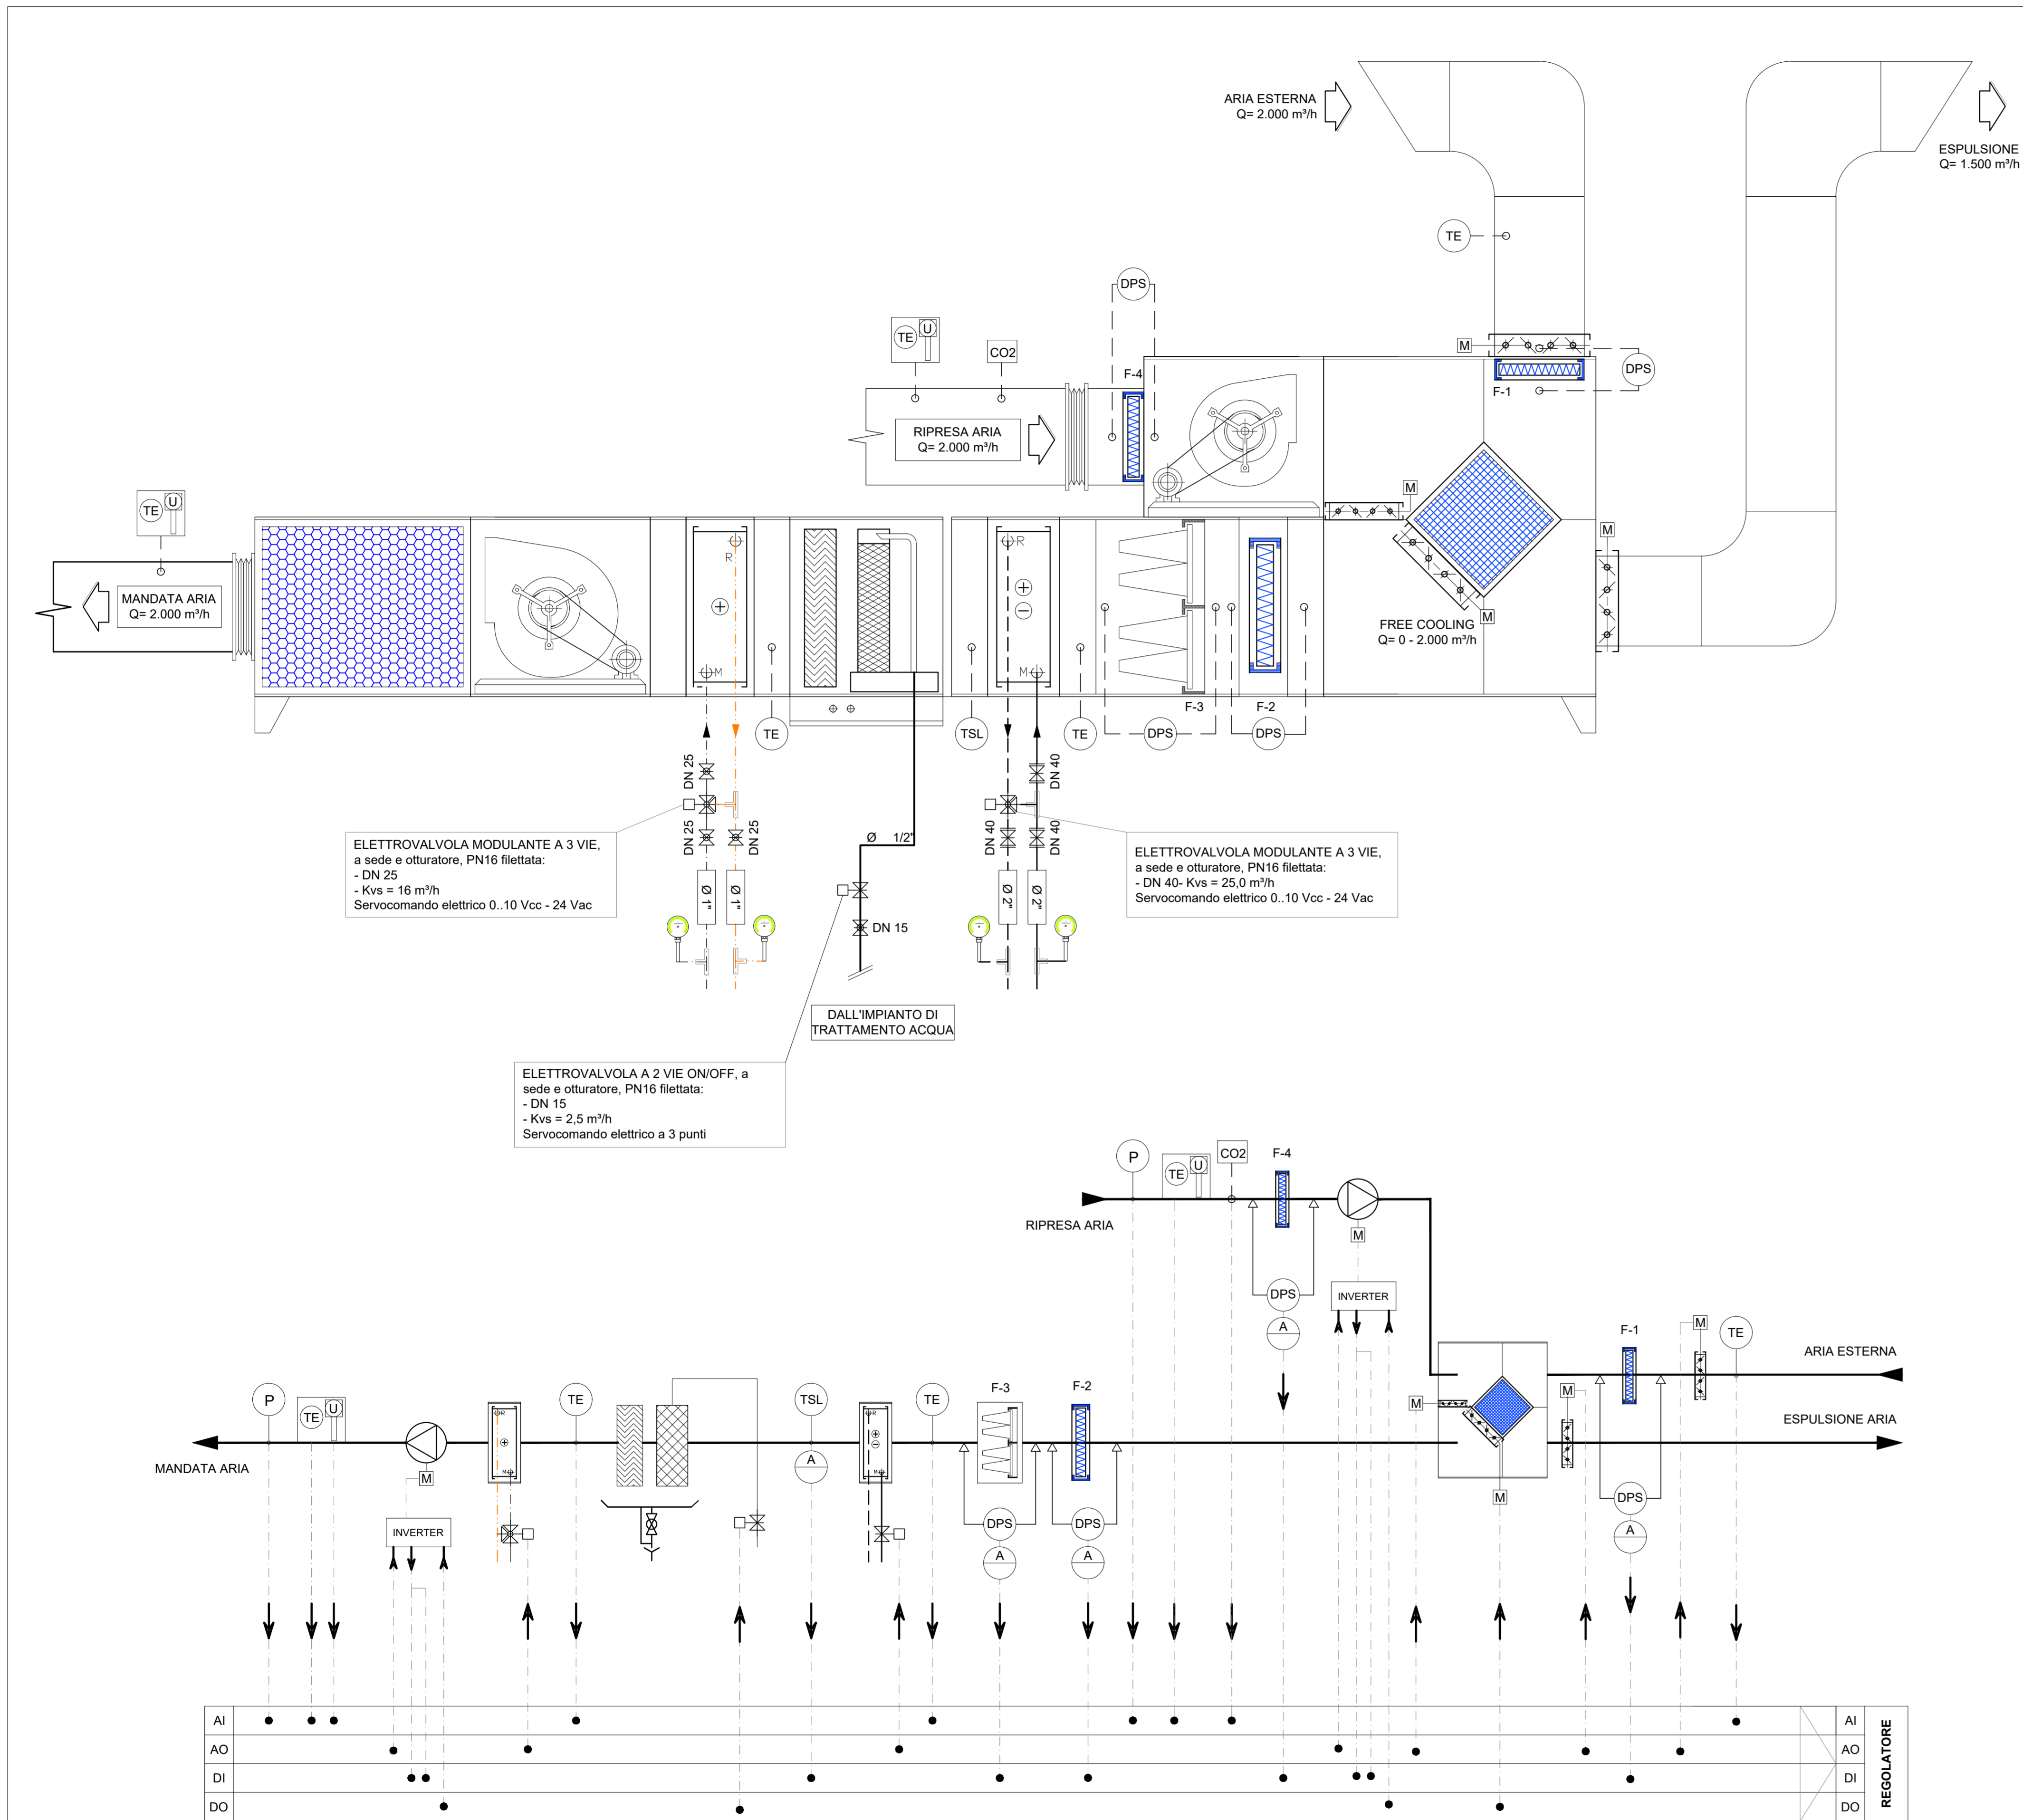 ARIA ESTERNA
Q= 2.000 m³/h
ESPULSIONE
Q= 1.500 m³/h
TE
DPS
TE
U
CO2
M
DPS
F-4
F-1
RIPRESA ARIA
Q= 2.000 m³/h
TE
U
M
M
MANDATA ARIA
Q= 2.000 m³/h
R
R
M
FREE COOLING
Q= 0 - 2.000 m³/h
M
M
F-3
F-2
TE
TSL
TE
DPS
DPS
DN 25
DN 40
DN 25
DN 25
DN 40
DN 40
Ø 1/2"
ELETTROVALVOLA MODULANTE A 3 VIE,
a sede e otturatore, PN16 filettata:
- DN 25
- Kvs = 16 m³/h
Servocomando elettrico 0..10 Vcc - 24 Vac
ELETTROVALVOLA MODULANTE A 3 VIE,
a sede e otturatore, PN16 filettata:
- DN 40- Kvs = 25,0 m³/h
Servocomando elettrico 0..10 Vcc - 24 Vac
Ø 1"
Ø 1"
Ø 2"
Ø 2"
DN 15
DALL'IMPIANTO DI
TRATTAMENTO ACQUA
ELETTROVALVOLA A 2 VIE ON/OFF, a
sede e otturatore, PN16 filettata:
- DN 15
- Kvs = 2,5 m³/h
Servocomando elettrico a 3 punti
P
TE
U
CO2
F-4
RIPRESA ARIA
M
DPS
INVERTER
A
F-1
M
TE
ARIA ESTERNA
P
TE
U
TE
TSL
TE
F-3
F-2
M
M
ESPULSIONE ARIA
R
R
MANDATA ARIA
A
M
M
M
M
DPS
INVERTER
DPS
DPS
A
A
A
AI
AI
AO
AO
DI
DI
DO
DO
REGOLATORE